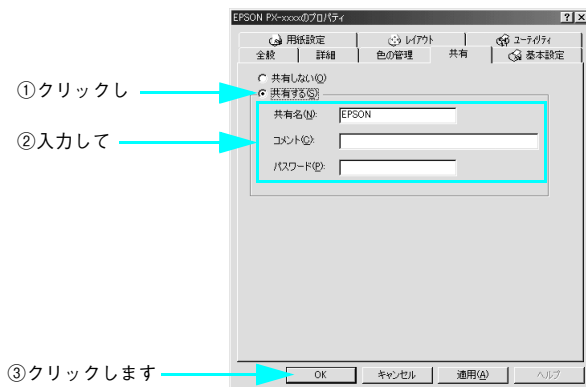 EPSON PX-xxxxのプロパティ
用紙設定 レイアウト ユーティリティ
全般 詳細 色の管理 共有 基本設定
共有しない(O)
①クリックし
共有する(S)
共有名(N): EPSON
②入力して
コメント(C):
パスワード(P):
③クリックします
OK キャンセル 適用(A) ヘルプ